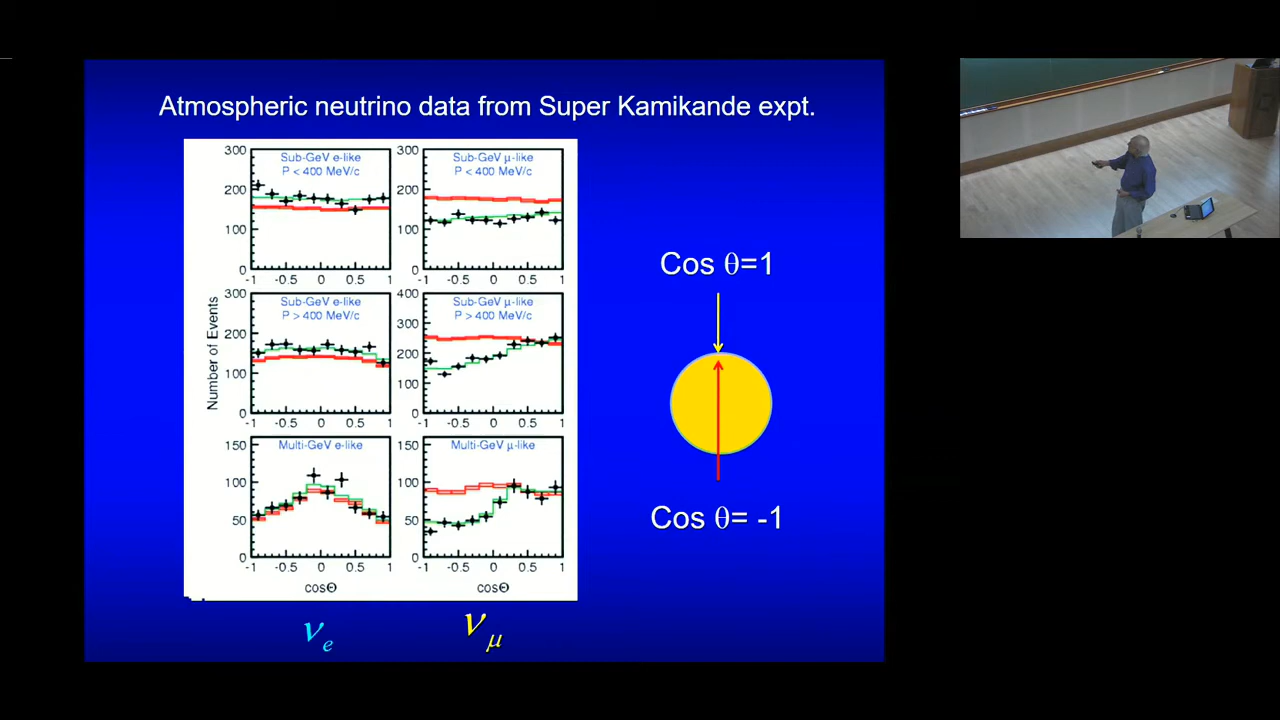 Atmospheric neutrino data from Super Kamikande expt.
Number of Events
300
200
100
0
Sub-GeV e-like
P < 400 MeV/c
-1 -0.5 0 0.5 1
300
200
100
0
Sub-GeV μ-like
P < 400 MeV/c
-1 -0.5 0 0.5 1
300
200
100
0
Sub-GeV e-like
P > 400 MeV/c
-1 -0.5 0 0.5 1
400
300
200
100
0
Sub-GeV μ-like
P > 400 MeV/c
-1 -0.5 0 0.5 1
150
100
50
0
Multi-GeV e-like
-1 -0.5 0 0.5 1
cosΘ
150
100
50
0
Multi-GeV μ-like
-1 -0.5 0 0.5 1
cosΘ
νe
νμ
Cos θ=1
Cos θ= -1